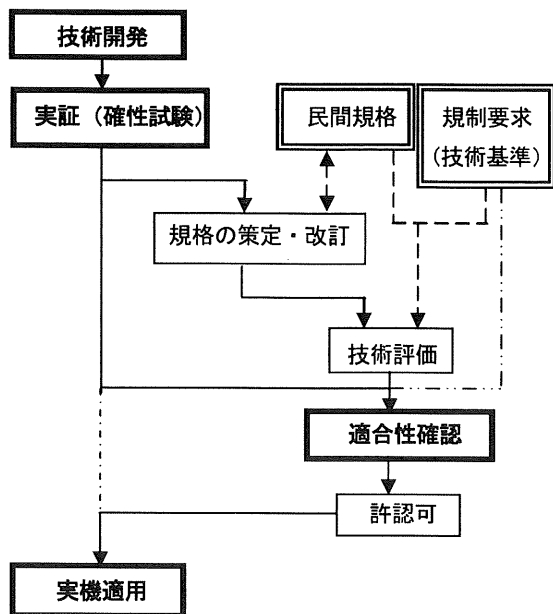 技術開発
実証（確性試験）
民間規格
規制要求
（技術基準）
規格の策定・改訂
技術評価
適合性確認
許認可
実機適用